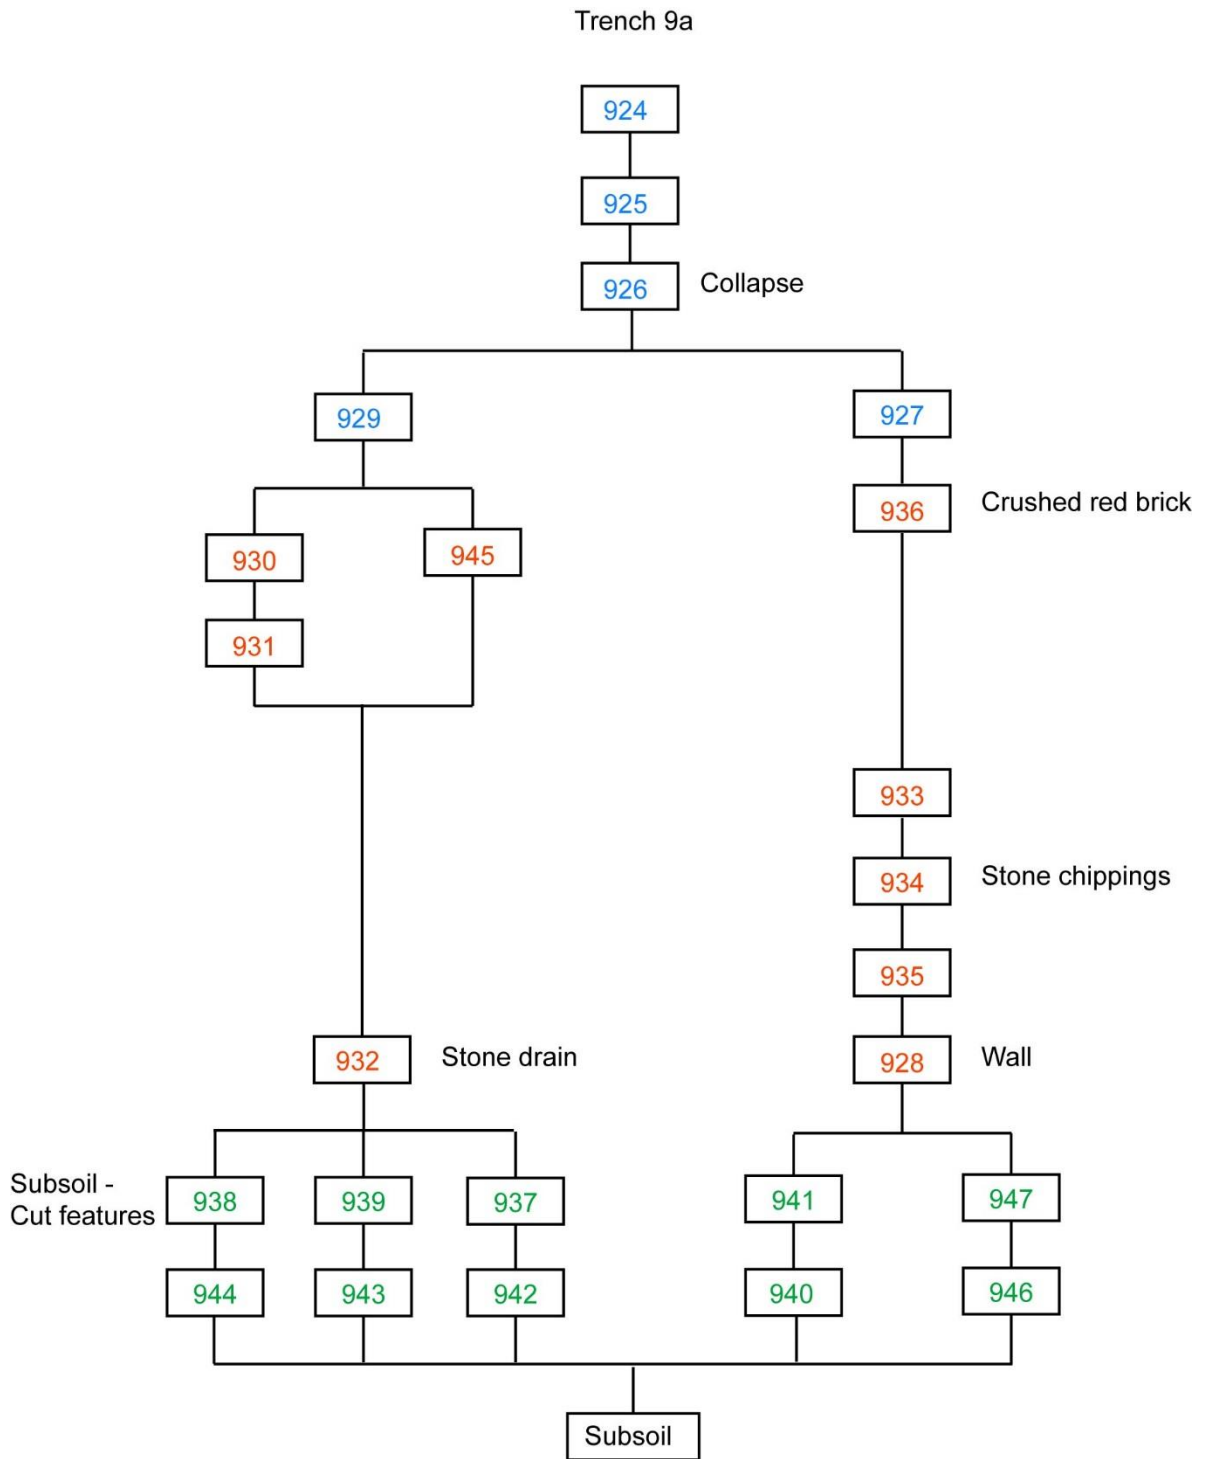 Trench 9a
924
925
926 Collapse
929 927
936 Crushed red brick
930 945
931
933
934 Stone chippings
935
932 Stone drain 928 Wall
Subsoil -
Cut features 938 939 937 941 947
944 943 942 940 946
Subsoil